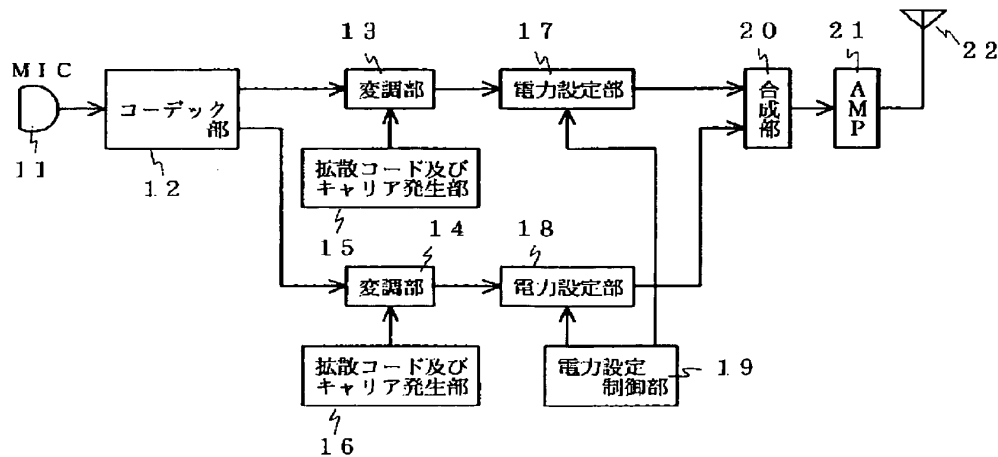 MIC
11
コーデック
部
12
13
変調部
拡散コード及び
キャリア発生部
15
17
電力設定部
20
合成部
21
AMP
22
14
変調部
拡散コード及び
キャリア発生部
16
18
電力設定部
電力設定
制御部
19